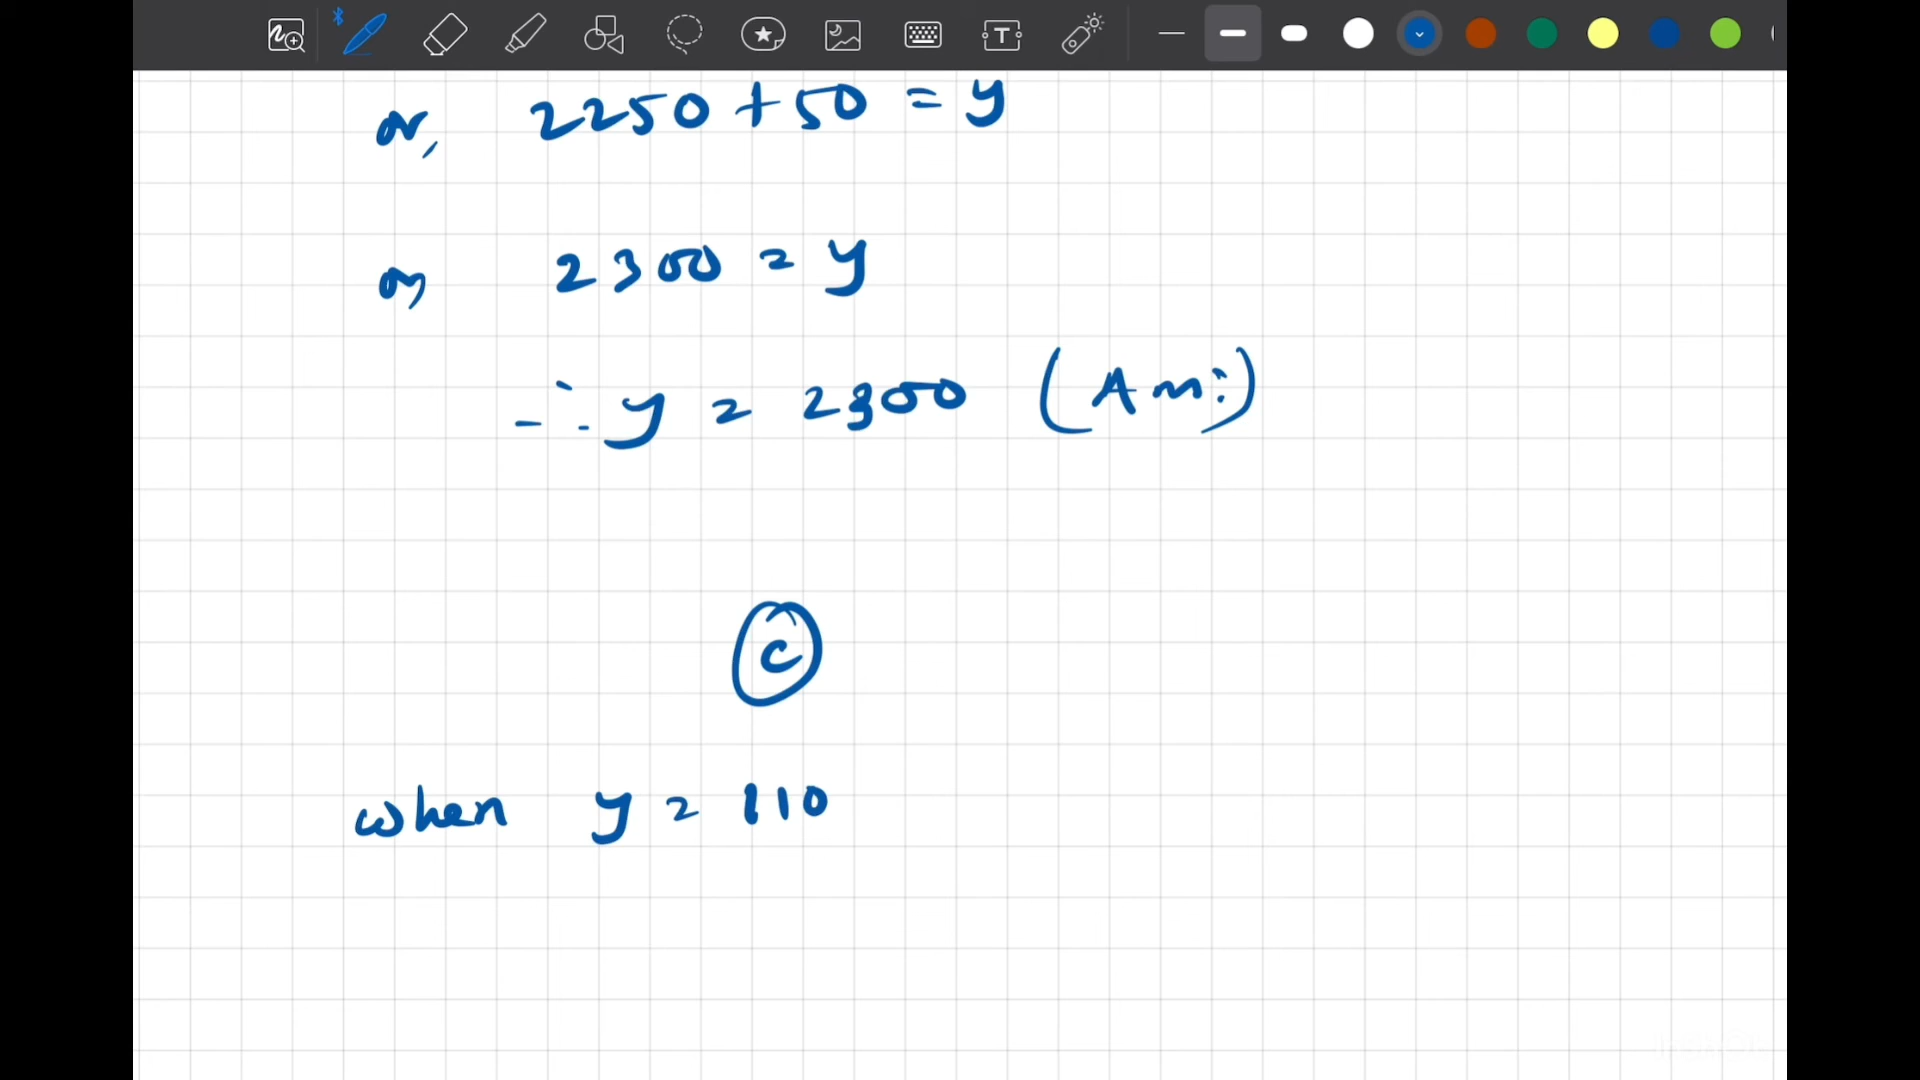 or, 2250 + 50 = y
or, 2300 = y
∴ y = 2300 (Ans:)
C
when y = 110